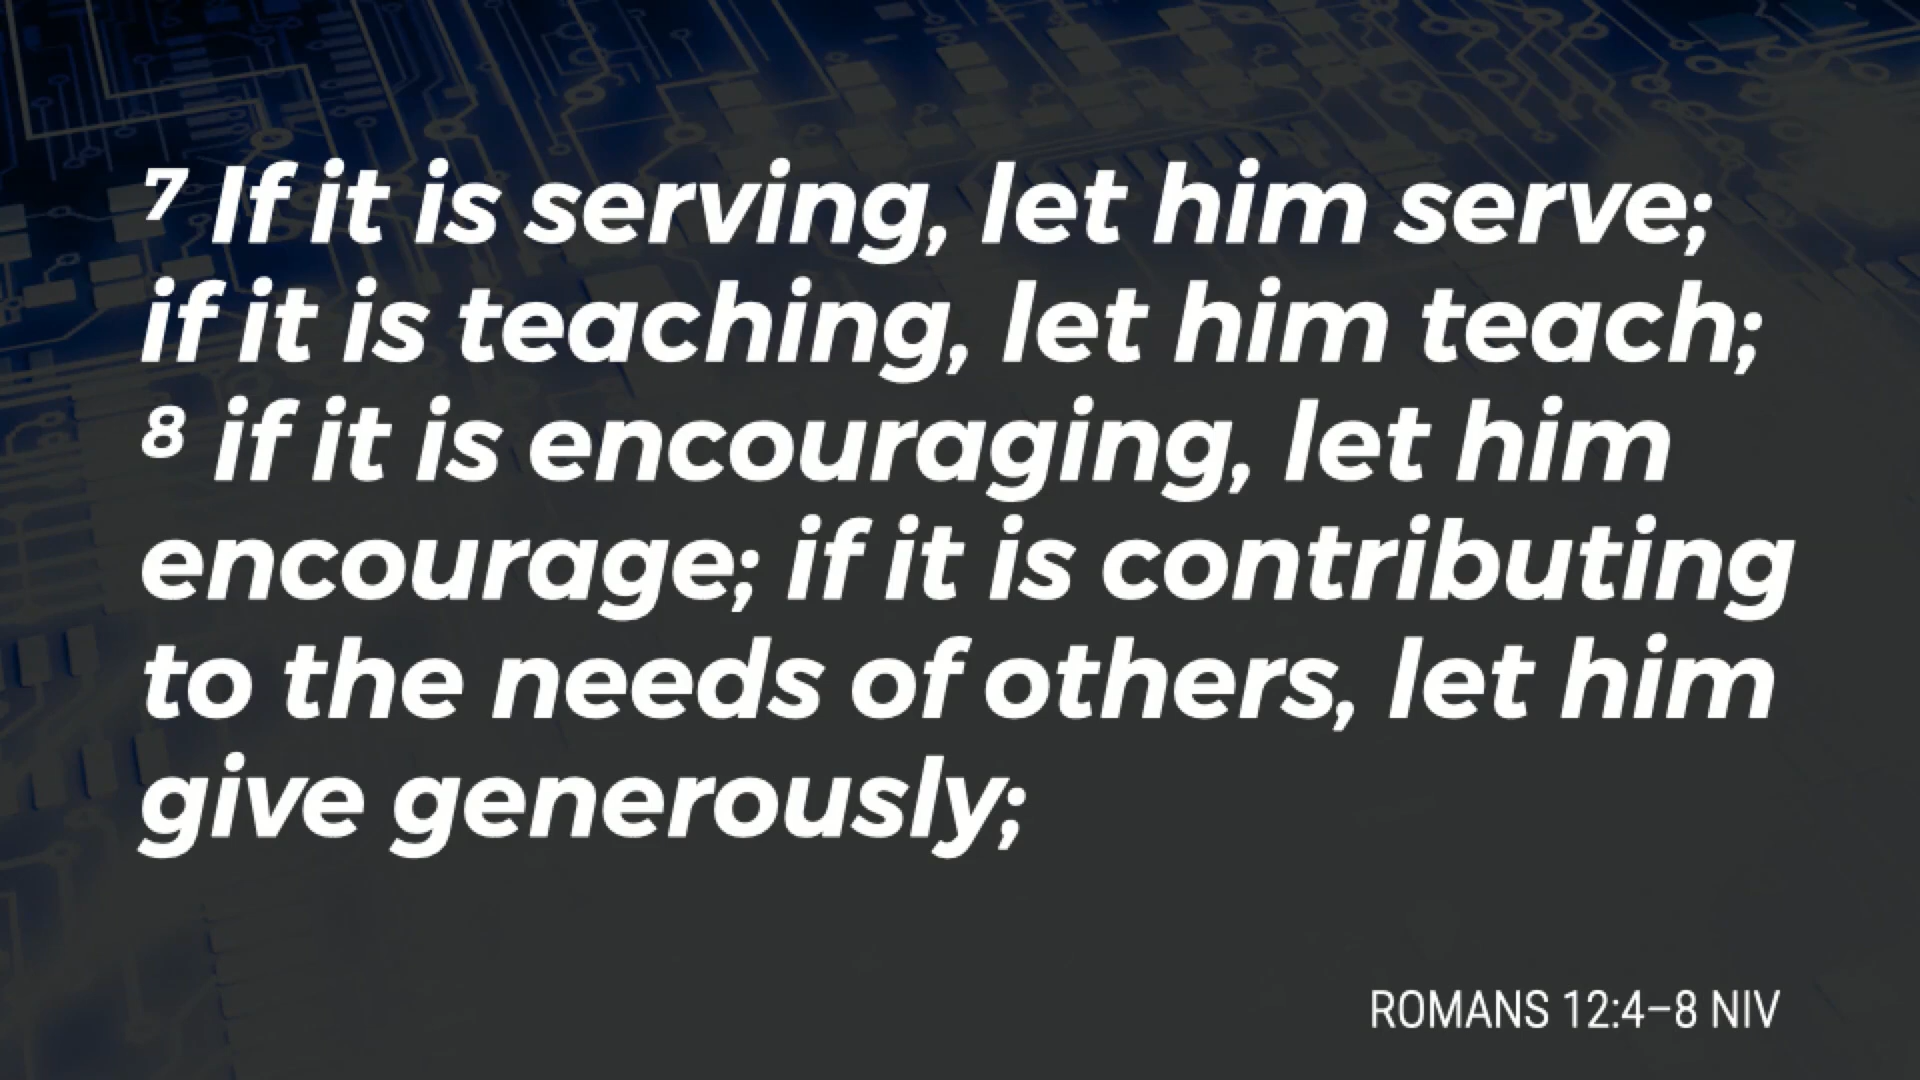 ⁷ If it is serving, let him serve;
if it is teaching, let him teach;
⁸ if it is encouraging, let him
encourage; if it is contributing
to the needs of others, let him
give generously;
ROMANS 12:4–8 NIV